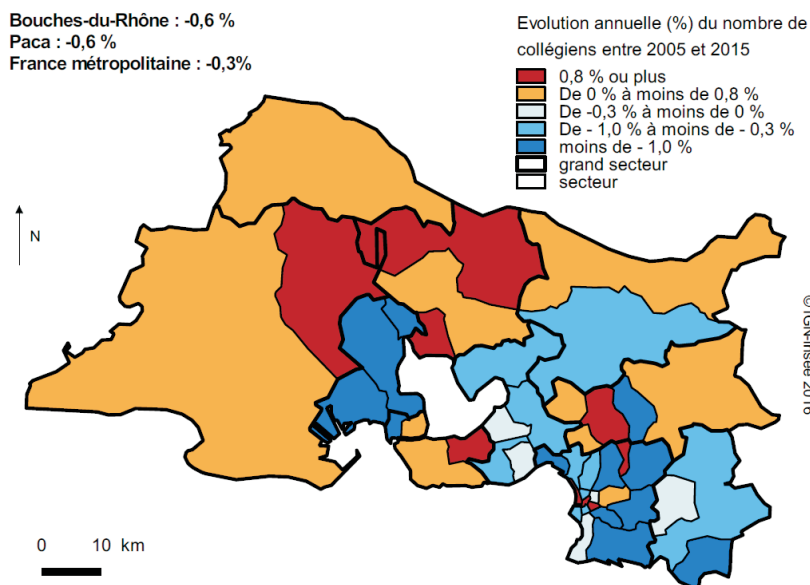 Bouches-du-Rhône : -0,6 %
Paca : -0,6 %
France métropolitaine : -0,3%
Evolution annuelle (%) du nombre de
collégiens entre 2005 et 2015
0,8 % ou plus
De 0 % à moins de 0,8 %
De -0,3 % à moins de 0 %
De - 1,0 % à moins de - 0,3 %
moins de - 1,0 %
grand secteur
secteur
N
0 10 km
© IGN-Insee 2016